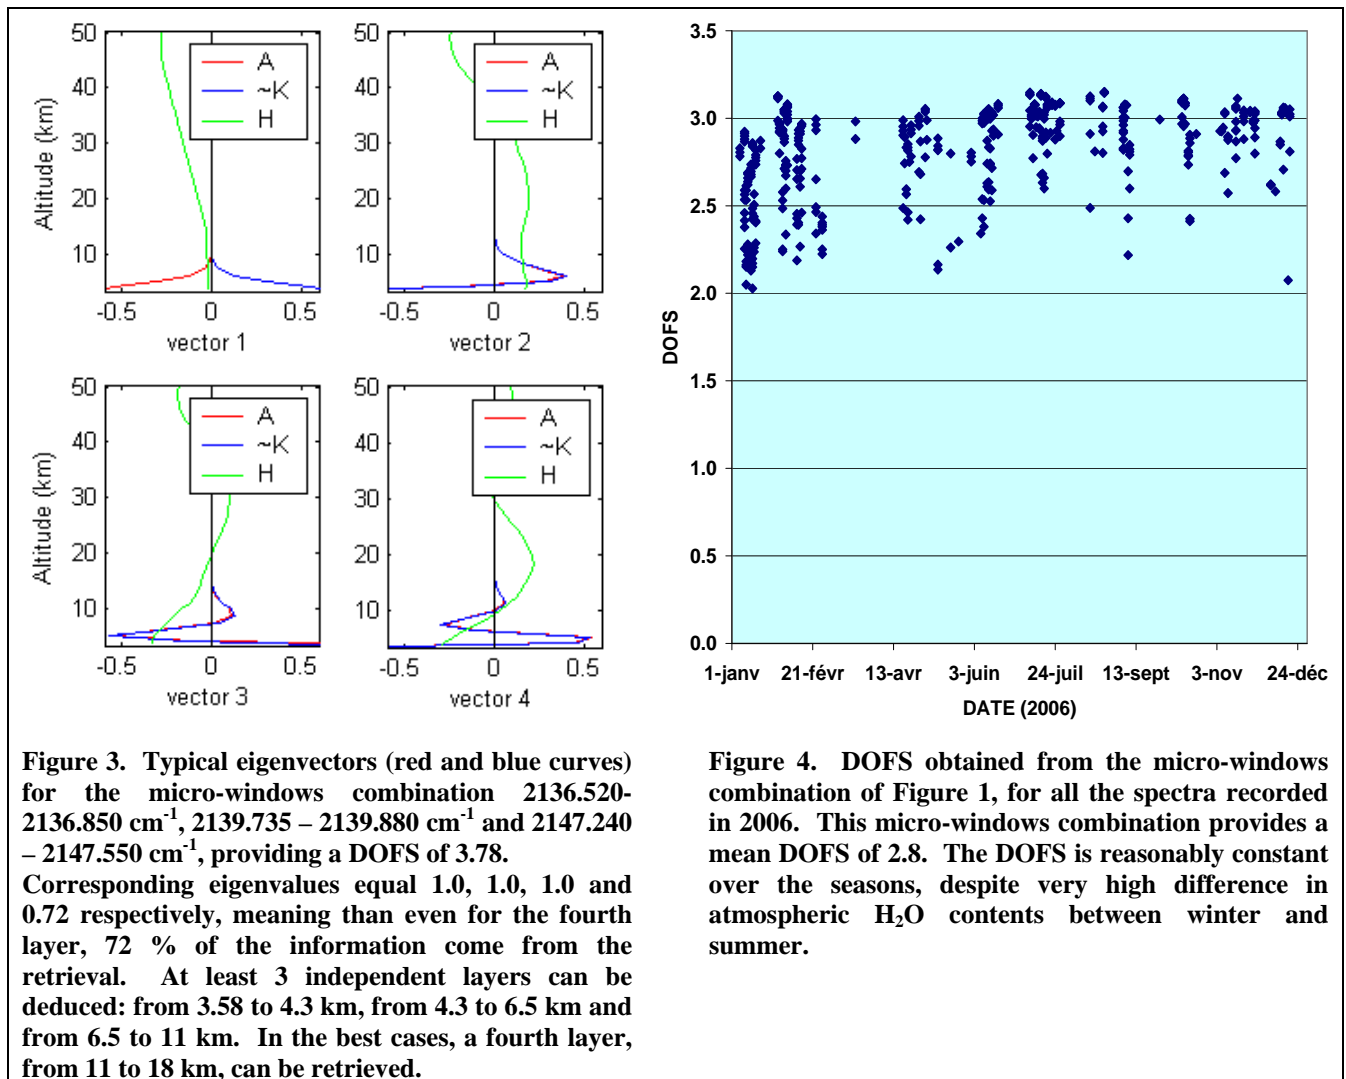 50
40
30
20
10
Altitude (km)
A
~K
H
-0.5
0
0.5
vector 1
50
40
30
20
10
A
~K
H
-0.5
0
0.5
vector 2
50
40
30
20
10
Altitude (km)
A
~K
H
-0.5
0
0.5
vector 3
50
40
30
20
10
A
~K
H
-0.5
0
0.5
vector 4
Figure 3. Typical eigenvectors (red and blue curves)
for the micro-windows combination 2136.520-
2136.850 cm⁻¹, 2139.735 – 2139.880 cm⁻¹ and 2147.240
– 2147.550 cm⁻¹, providing a DOFS of 3.78.
Corresponding eigenvalues equal 1.0, 1.0, 1.0 and
0.72 respectively, meaning than even for the fourth
layer, 72 % of the information come from the
retrieval. At least 3 independent layers can be
deduced: from 3.58 to 4.3 km, from 4.3 to 6.5 km and
from 6.5 to 11 km. In the best cases, a fourth layer,
from 11 to 18 km, can be retrieved.
3.5
3.0
2.5
2.0
1.5
1.0
0.5
0.0
DOFS
1-janv 21-févr 13-avr 3-juin 24-juil 13-sept 3-nov 24-déc
DATE (2006)
Figure 4. DOFS obtained from the micro-windows
combination of Figure 1, for all the spectra recorded
in 2006. This micro-windows combination provides a
mean DOFS of 2.8. The DOFS is reasonably constant
over the seasons, despite very high difference in
atmospheric H₂O contents between winter and
summer.